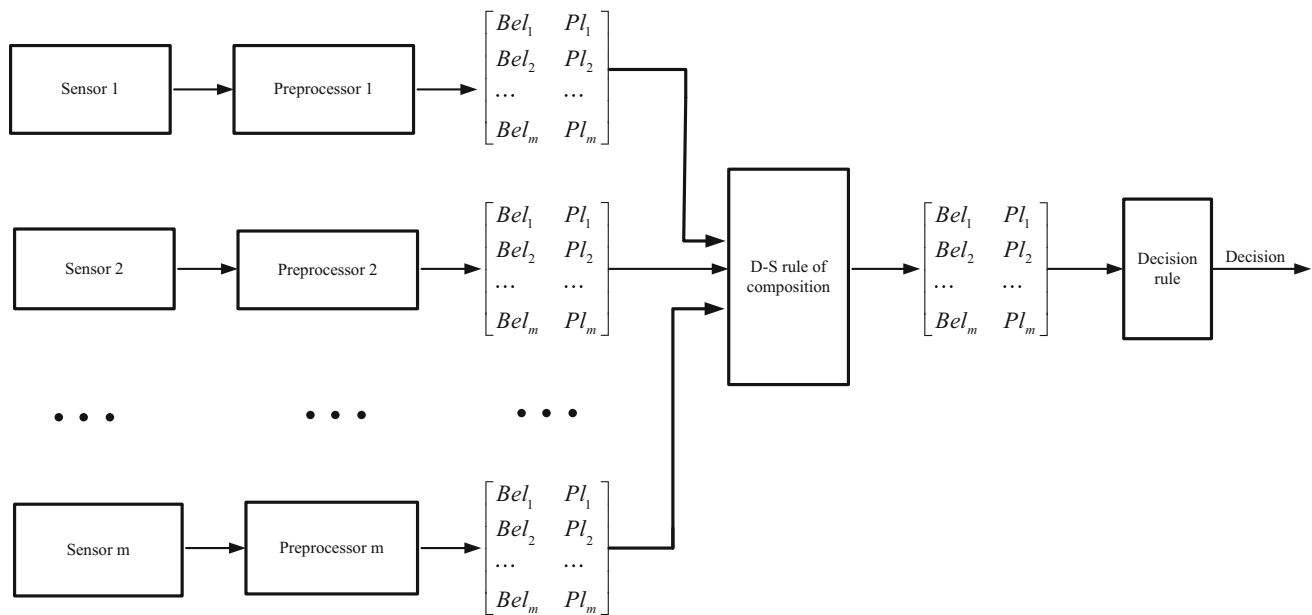 Sensor 1
Preprocessor 1
Bel₁ Pl₁
Bel₂ Pl₂
... ...
Belₘ Plₘ
Sensor 2
Preprocessor 2
Bel₁ Pl₁
Bel₂ Pl₂
... ...
Belₘ Plₘ
D-S rule of
composition
Bel₁ Pl₁
Bel₂ Pl₂
... ...
Belₘ Plₘ
Decision
rule
Decision
• • • • • • • • •
Sensor m
Preprocessor m
Bel₁ Pl₁
Bel₂ Pl₂
... ...
Belₘ Plₘ